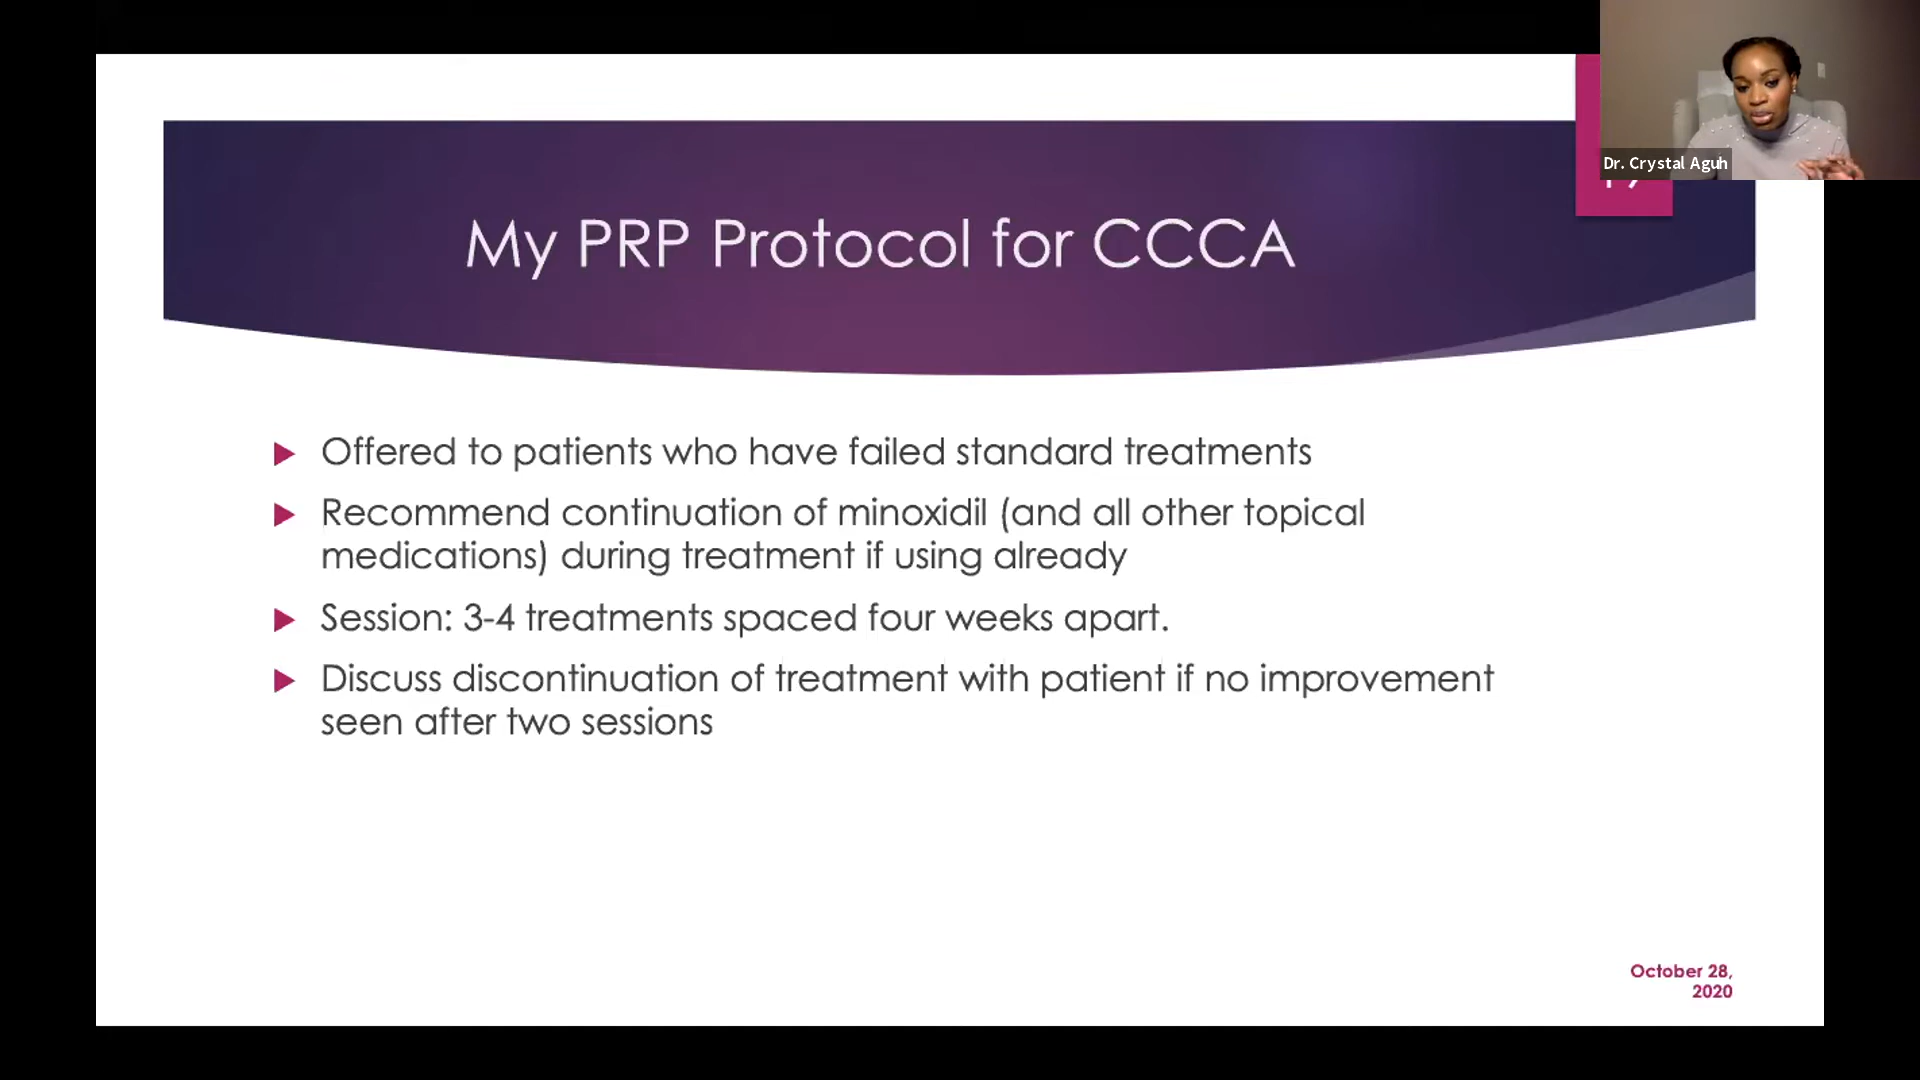 Dr. Crystal Aguh
My PRP Protocol for CCCA
Offered to patients who have failed standard treatments
Recommend continuation of minoxidil (and all other topical
medications) during treatment if using already
Session: 3-4 treatments spaced four weeks apart.
Discuss discontinuation of treatment with patient if no improvement
seen after two sessions
October 28,
2020